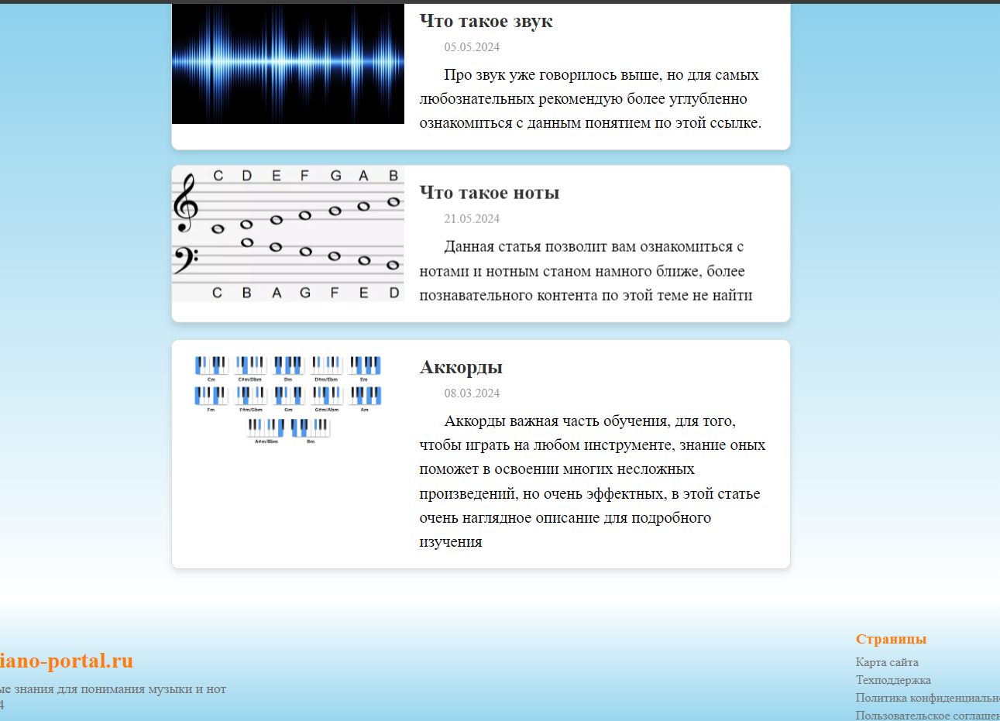 Что такое звук
05.05.2024
Про звук уже говорилось выше, но для самых
любознательных рекомендую более углубленно
ознакомиться с данным понятием по этой ссылке.
C D E F G A B
C B A G F E D
Что такое ноты
21.05.2024
Данная статья позволит вам ознакомиться с
нотами и нотным станом намного ближе, более
познавательного контента по этой теме не найти
Cm C#m/Dbm Dm D#m/Ebm Em
Fm F#m/Gbm Gm G#m/Abm Am
A#m/Bbm Bm
Аккорды
08.03.2024
Аккорды важная часть обучения, для того,
чтобы играть на любом инструменте, знание оных
поможет в освоении многих несложных
произведений, но очень эффектных, в этой статье
очень наглядное описание для подробного
изучения
iano-portal.ru
ые знания для понимания музыки и нот
4
Страницы
Карта сайта
Техподдержка
Политика конфиденциальн
Пользовательское соглашен